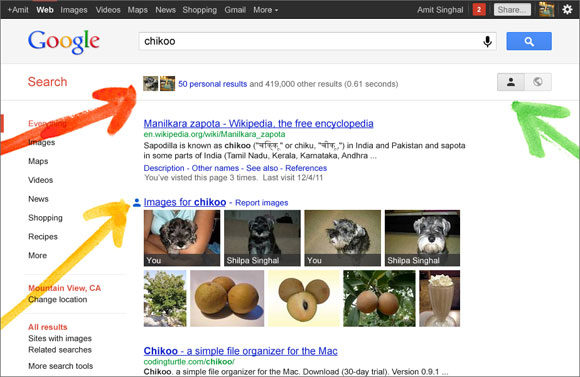 +Amit Web Images Videos Maps News Shopping Gmail More Amit Singhal 2 Share...
Google
chikoo
Search
50 personal results and 419,000 other results (0.61 seconds)
Everything
Images
Maps
Videos
News
Shopping
Recipes
More
Mountain View, CA
Change location
All results
Sites with images
Related searches
More search tools
Manilkara zapota - Wikipedia, the free encyclopedia
en.wikipedia.org/wiki/Manilkara_zapota
Sapodilla is known as chikoo ("चिक्कू" or chiku, "चीकू,") in India and Pakistan and sapota
in some parts of India (Tamil Nadu, Kerala, Karnataka, Andhra ...
Description - Other names - See also - References
You've visted this page 3 times. Last visit 12/4/11
Images for chikoo - Report images
You
Shilpa Singhal
You
Shilpa Singhal
Chikoo - a simple file organizer for the Mac
codingturtle.com/chikoo/
Chikoo. a simple file organizer for the Mac. Download (30-day trial). Version 0.9.1 ...